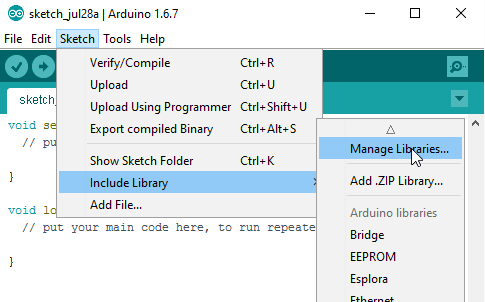 sketch_jul28a | Arduino 1.6.7
File Edit Sketch Tools Help
Verify/Compile Ctrl+R
Upload Ctrl+U
Upload Using Programmer Ctrl+Shift+U
Export compiled Binary Ctrl+Alt+S
Show Sketch Folder Ctrl+K
Include Library
Add File...
Manage Libraries...
Add .ZIP Library...
Arduino libraries
Bridge
EEPROM
Esplora
Ethernet
sketch_
void se
// pu
}
void lo
// put your main code here, to run repeate
}